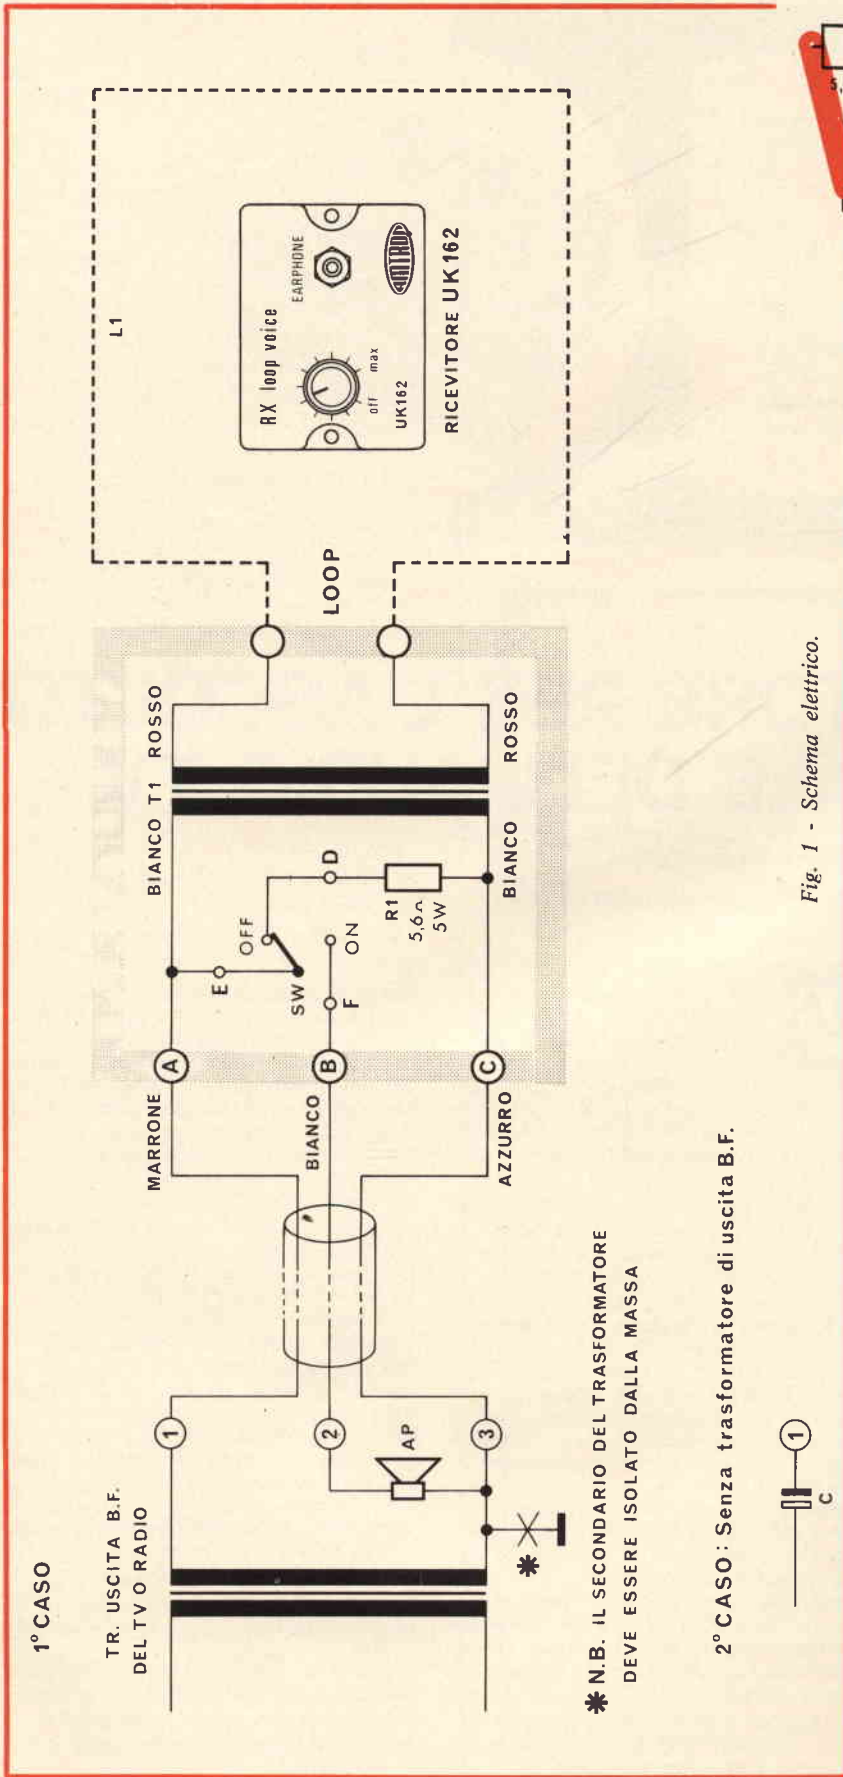 1° CASO
TR. USCITA B.F.
DEL TV O RADIO
1
2
3
AP
✱
✱ N.B. IL SECONDARIO DEL TRASFORMATORE
DEVE ESSERE ISOLATO DALLA MASSA
MARRONE
BIANCO
AZZURRO
A
B
C
E
SW
OFF
F
ON
D
R1
5,6Ω
5W
BIANCO T1 ROSSO
BIANCO
ROSSO
LOOP
L1
RX loop voice
EARPHONE
off
max
UK162
AMTRON
RICEVITORE UK162
2° CASO: Senza trasformatore di uscita B.F.
C
1
Fig. 1 - Schema elettrico.
5,